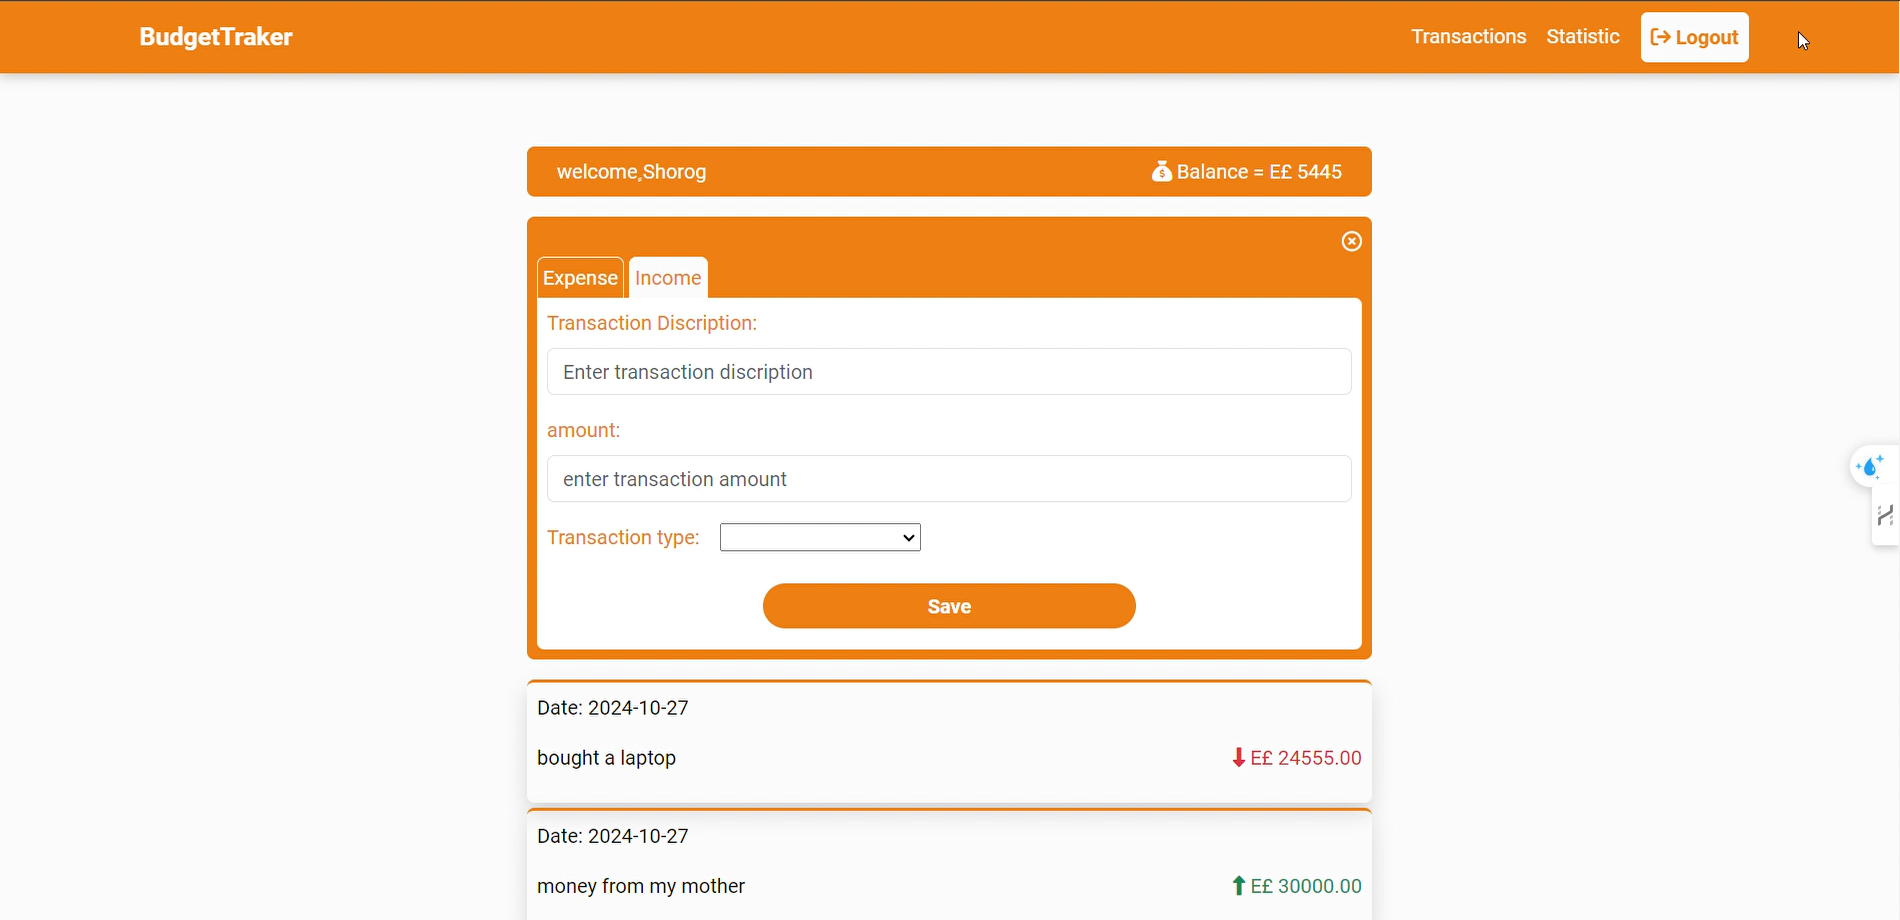 BudgetTraker
Transactions Statistic Logout
welcome,Shorog
Balance = E£ 5445
Expense Income
Transaction Discription:
Enter transaction discription
amount:
enter transaction amount
Transaction type:
Save
Date: 2024-10-27
bought a laptop E£ 24555.00
Date: 2024-10-27
money from my mother E£ 30000.00